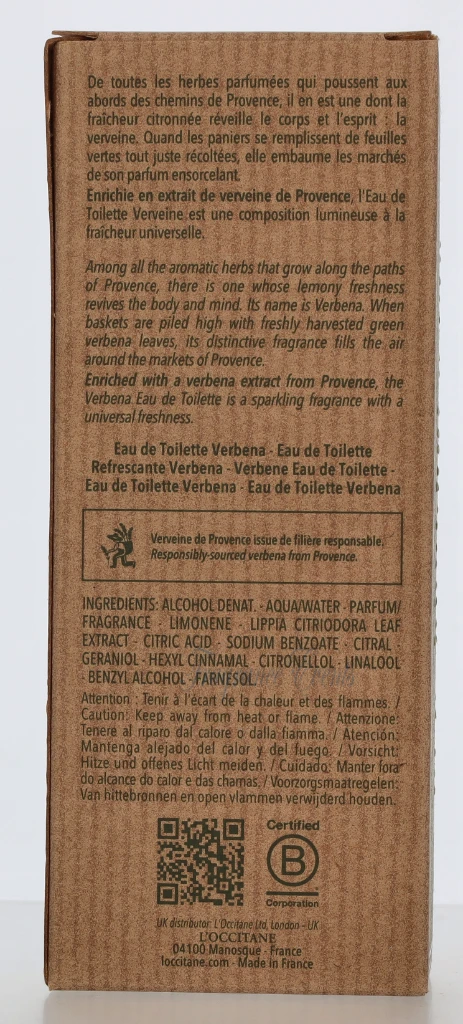 De toutes les herbes parfumées qui poussent aux
abords des chemins de Provence, il en est une dont la
fraîcheur citronnée réveille le corps et l'esprit : la
verveine. Quand les paniers se remplissent de feuilles
vertes tout juste récoltées, elle embaume les marchés
de son parfum ensorcelant.
Enrichie en extrait de verveine de Provence, l'Eau de
Toilette Verveine est une composition lumineuse à la
fraîcheur universelle.
Among all the aromatic herbs that grow along the paths
of Provence, there is one whose lemony freshness
revives the body and mind. Its name is Verbena. When
baskets are piled high with freshly harvested green
verbena leaves, its distinctive fragrance fills the air
around the markets of Provence.
Enriched with a verbena extract from Provence, the
Verbena Eau de Toilette is a sparkling fragrance with a
universal freshness.
Eau de Toilette Verbena - Eau de Toilette
Refrescante Verbena - Verbene Eau de Toilette -
Eau de Toilette Verbena - Eau de Toilette Verbena
Verveine de Provence issue de filière responsable.
Responsibly-sourced verbena from Provence.
INGREDIENTS: ALCOHOL DENAT. - AQUA/WATER - PARFUM/
FRAGRANCE - LIMONENE - LIPPIA CITRIODORA LEAF
EXTRACT - CITRIC ACID - SODIUM BENZOATE - CITRAL -
GERANIOL - HEXYL CINNAMAL - CITRONELLOL - LINALOOL
- BENZYL ALCOHOL - FARNESOL.
Attention : Tenir à l'écart de la chaleur et des flammes. /
Caution: Keep away from heat or flame. / Attenzione:
Tenere al riparo dal calore o dalla fiamma. / Atención:
Mantenga alejado del calor y del fuego. / Vorsicht:
Hitze und offenes Licht meiden. / Cuidado: Manter fora
do alcance do calor e das chamas. / Voorzorgsmaatregelen:
Van hittebronnen en open vlammen verwijderd houden.
Certified
B
Corporation
UK distributor: L'Occitane Ltd, London - UK
L'OCCITANE
04100 Manosque - France
loccitane.com - Made in France